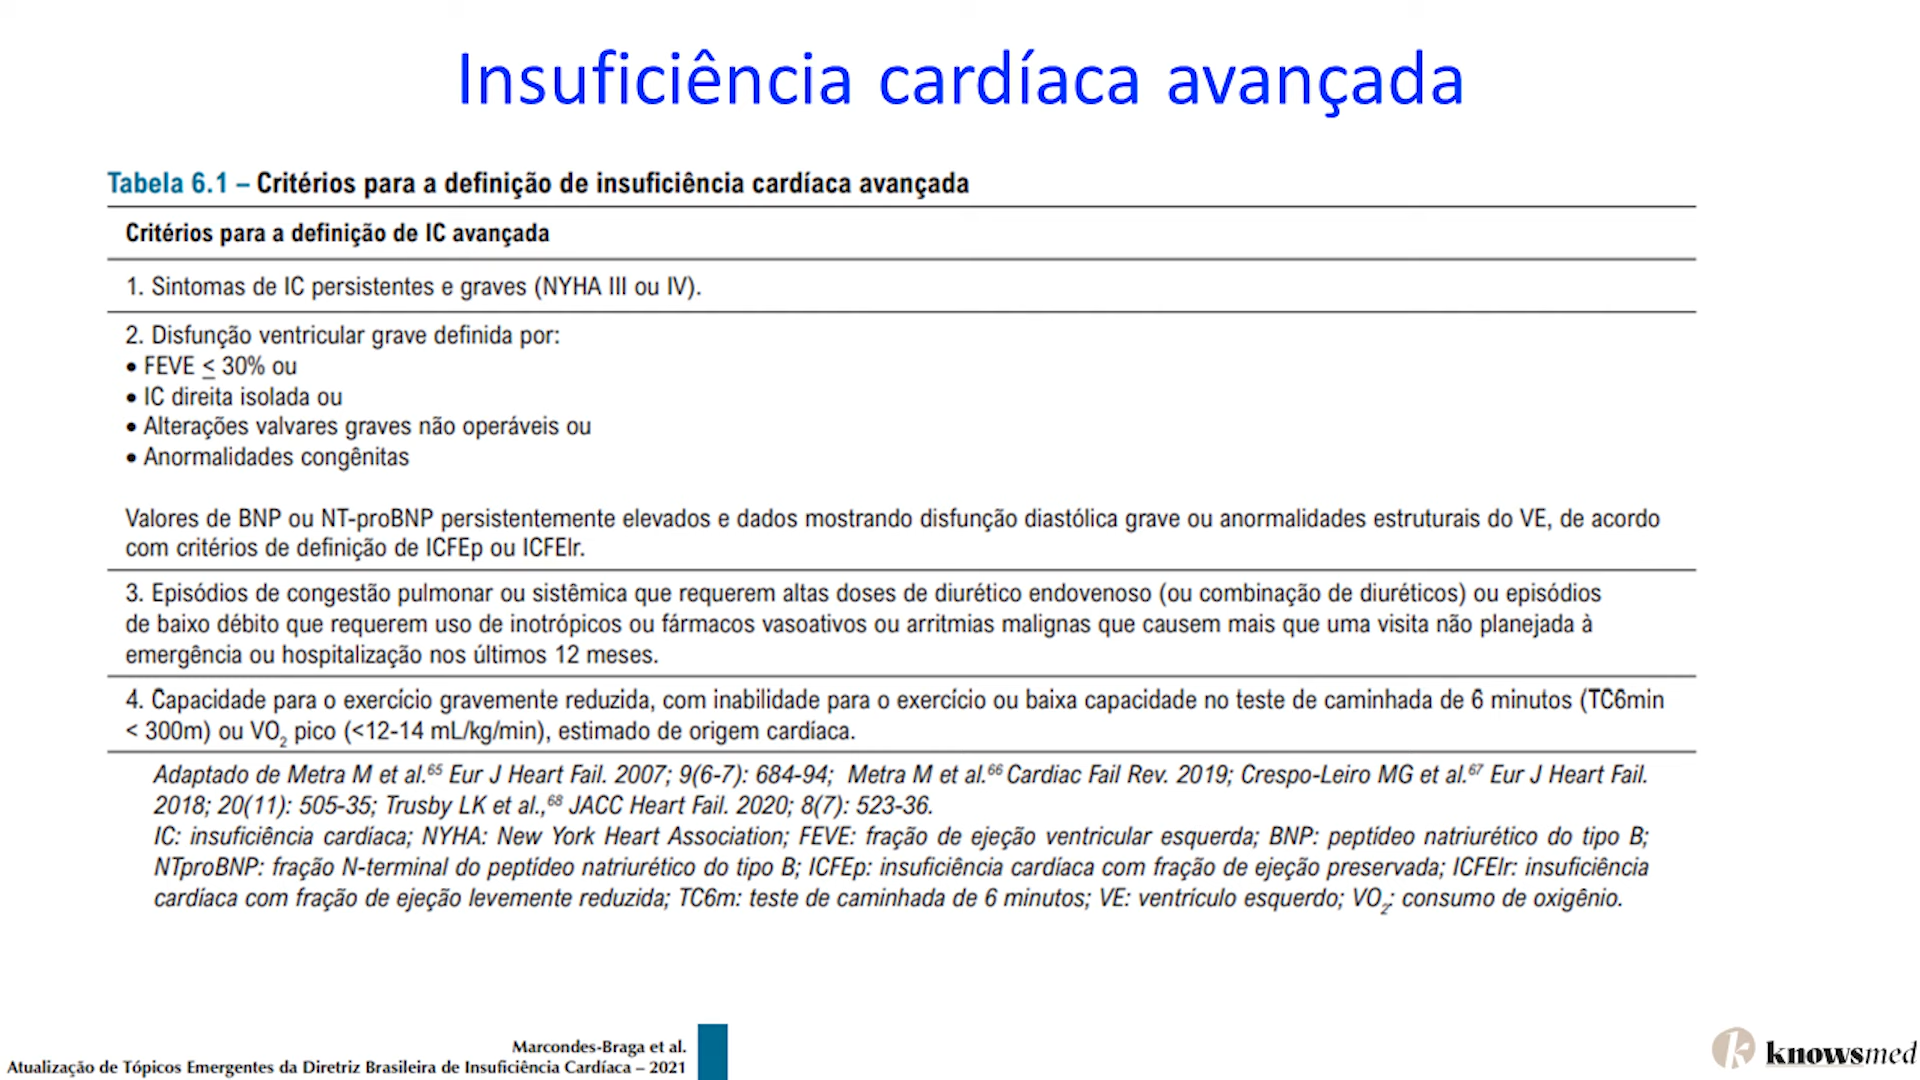 Insuficiência cardíaca avançada
Tabela 6.1 – Critérios para a definição de insuficiência cardíaca avançada
Critérios para a definição de IC avançada
1. Sintomas de IC persistentes e graves (NYHA III ou IV).
2. Disfunção ventricular grave definida por:
• FEVE ≤ 30% ou
• IC direita isolada ou
• Alterações valvares graves não operáveis ou
• Anormalidades congênitas
Valores de BNP ou NT-proBNP persistentemente elevados e dados mostrando disfunção diastólica grave ou anormalidades estruturais do VE, de acordo
com critérios de definição de ICFEp ou ICFElr.
3. Episódios de congestão pulmonar ou sistêmica que requerem altas doses de diurético endovenoso (ou combinação de diuréticos) ou episódios
de baixo débito que requerem uso de inotrópicos ou fármacos vasoativos ou arritmias malignas que causem mais que uma visita não planejada à
emergência ou hospitalização nos últimos 12 meses.
4. Capacidade para o exercício gravemente reduzida, com inabilidade para o exercício ou baixa capacidade no teste de caminhada de 6 minutos (TC6min
< 300m) ou VO2 pico (<12-14 mL/kg/min), estimado de origem cardíaca.
Adaptado de Metra M et al.65 Eur J Heart Fail. 2007; 9(6-7): 684-94; Metra M et al.66 Cardiac Fail Rev. 2019; Crespo-Leiro MG et al.67 Eur J Heart Fail.
2018; 20(11): 505-35; Trusby LK et al.,68 JACC Heart Fail. 2020; 8(7): 523-36.
IC: insuficiência cardíaca; NYHA: New York Heart Association; FEVE: fração de ejeção ventricular esquerda; BNP: peptídeo natriurético do tipo B;
NTproBNP: fração N-terminal do peptídeo natriurético do tipo B; ICFEp: insuficiência cardíaca com fração de ejeção preservada; ICFElr: insuficiência
cardíaca com fração de ejeção levemente reduzida; TC6m: teste de caminhada de 6 minutos; VE: ventrículo esquerdo; VO2: consumo de oxigênio.
Marcondes-Braga et al.
Atualização de Tópicos Emergentes da Diretriz Brasileira de Insuficiência Cardíaca – 2021
k knowsmed